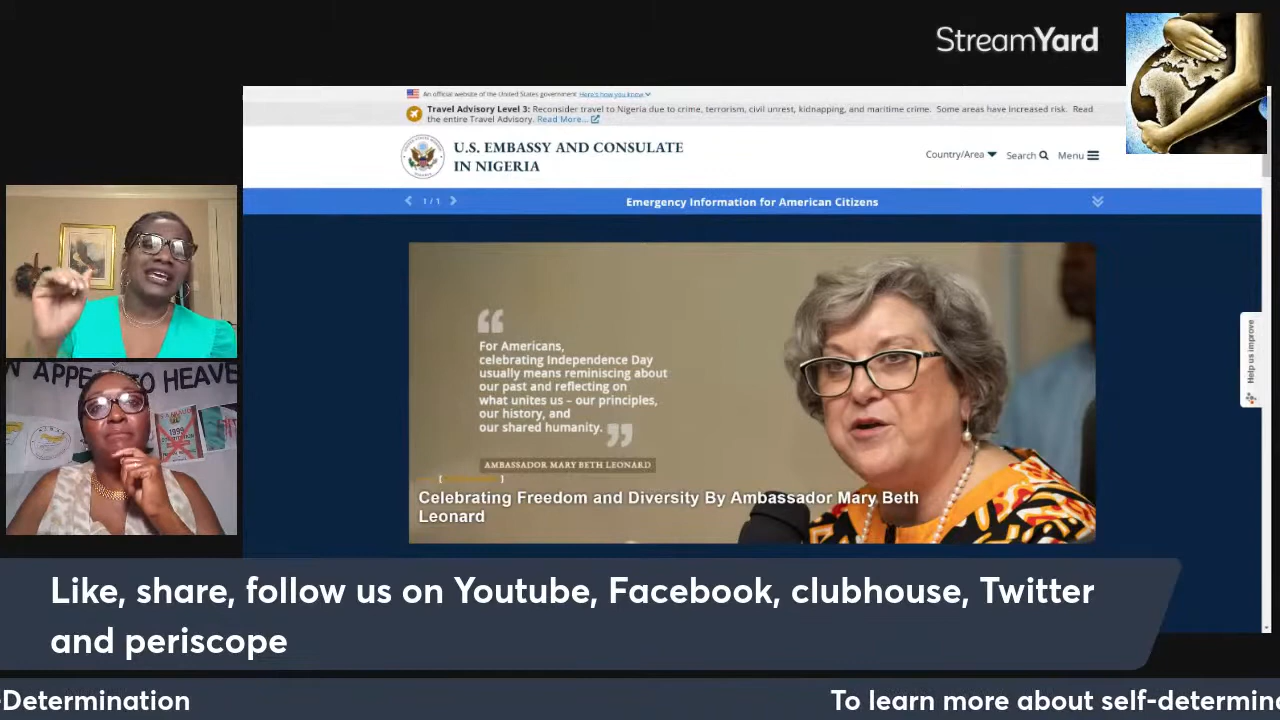 StreamYard
An official website of the United States government Here's how you know
Travel Advisory Level 3: Reconsider travel to Nigeria due to crime, terrorism, civil unrest, kidnapping, and maritime crime. Some areas have increased risk. Read
the entire Travel Advisory. Read More...
U.S. EMBASSY AND CONSULATE
IN NIGERIA
Country/Area
Search
Menu
1 / 1
Emergency Information for American Citizens
“
For Americans,
celebrating Independence Day
usually means reminiscing about
our past and reflecting on
what unites us – our principles,
our history, and
our shared humanity. ”
AMBASSADOR MARY BETH LEONARD
Celebrating Freedom and Diversity By Ambassador Mary Beth
Leonard
Help us improve
N APPEAL TO HEAVEN
1999
Like, share, follow us on Youtube, Facebook, clubhouse, Twitter
and periscope
-Determination
To learn more about self-determin